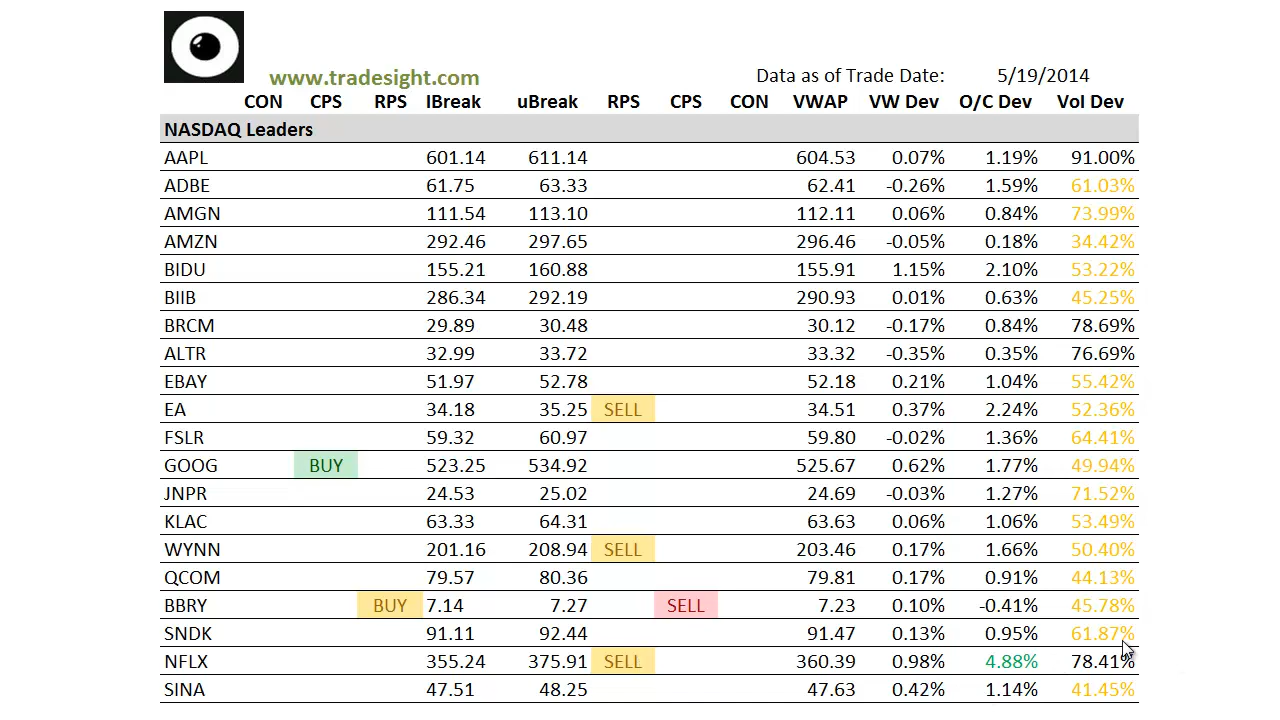 www.tradesight.com Data as of Trade Date: 5/19/2014
CON CPS RPS lBreak uBreak RPS CPS CON VWAP VW Dev O/C Dev Vol Dev
NASDAQ Leaders
AAPL 601.14 611.14 604.53 0.07% 1.19% 91.00%
ADBE 61.75 63.33 62.41 -0.26% 1.59% 61.03%
AMGN 111.54 113.10 112.11 0.06% 0.84% 73.99%
AMZN 292.46 297.65 296.46 -0.05% 0.18% 34.42%
BIDU 155.21 160.88 155.91 1.15% 2.10% 53.22%
BIIB 286.34 292.19 290.93 0.01% 0.63% 45.25%
BRCM 29.89 30.48 30.12 -0.17% 0.84% 78.69%
ALTR 32.99 33.72 33.32 -0.35% 0.35% 76.69%
EBAY 51.97 52.78 52.18 0.21% 1.04% 55.42%
EA 34.18 35.25 SELL 34.51 0.37% 2.24% 52.36%
FSLR 59.32 60.97 59.80 -0.02% 1.36% 64.41%
GOOG BUY 523.25 534.92 525.67 0.62% 1.77% 49.94%
JNPR 24.53 25.02 24.69 -0.03% 1.27% 71.52%
KLAC 63.33 64.31 63.63 0.06% 1.06% 53.49%
WYNN 201.16 208.94 SELL 203.46 0.17% 1.66% 50.40%
QCOM 79.57 80.36 79.81 0.17% 0.91% 44.13%
BBRY BUY 7.14 7.27 SELL 7.23 0.10% -0.41% 45.78%
SNDK 91.11 92.44 91.47 0.13% 0.95% 61.87%
NFLX 355.24 375.91 SELL 360.39 0.98% 4.88% 78.41%
SINA 47.51 48.25 47.63 0.42% 1.14% 41.45%